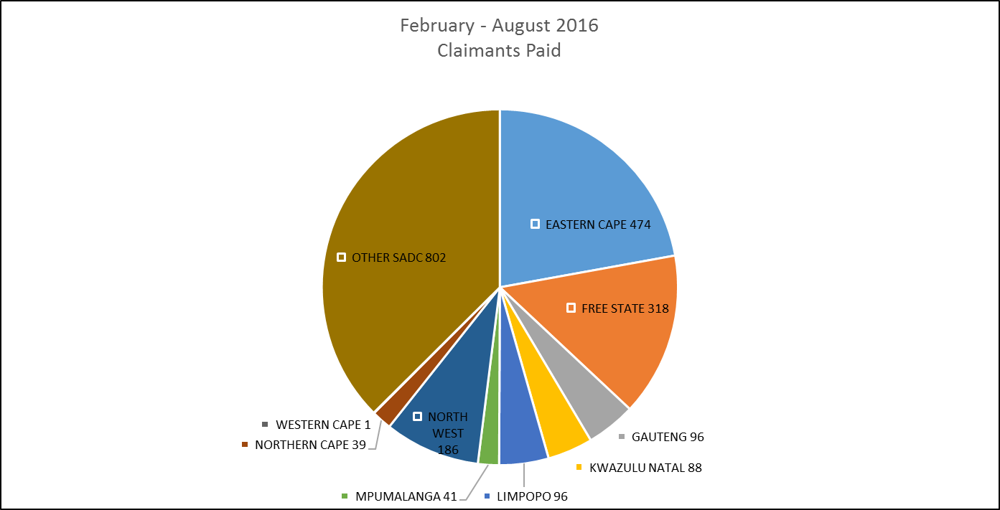 February - August 2016
Claimants Paid
EASTERN CAPE 474
OTHER SADC 802
FREE STATE 318
NORTH
WEST
186
WESTERN CAPE 1
GAUTENG 96
NORTHERN CAPE 39
KWAZULU NATAL 88
MPUMALANGA 41
LIMPOPO 96